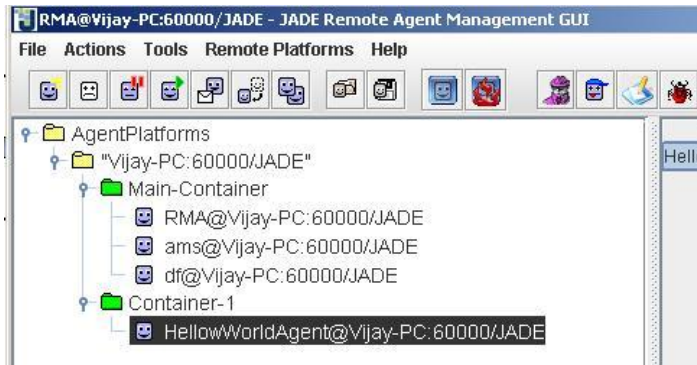 RMA@Vijay-PC:60000/JADE - JADE Remote Agent Management GUI
File Actions Tools Remote Platforms Help
AgentPlatforms
"Vijay-PC:60000/JADE"
Hell
Main-Container
RMA@Vijay-PC:60000/JADE
ams@Vijay-PC:60000/JADE
df@Vijay-PC:60000/JADE
Container-1
HellowWorldAgent@Vijay-PC:60000/JADE